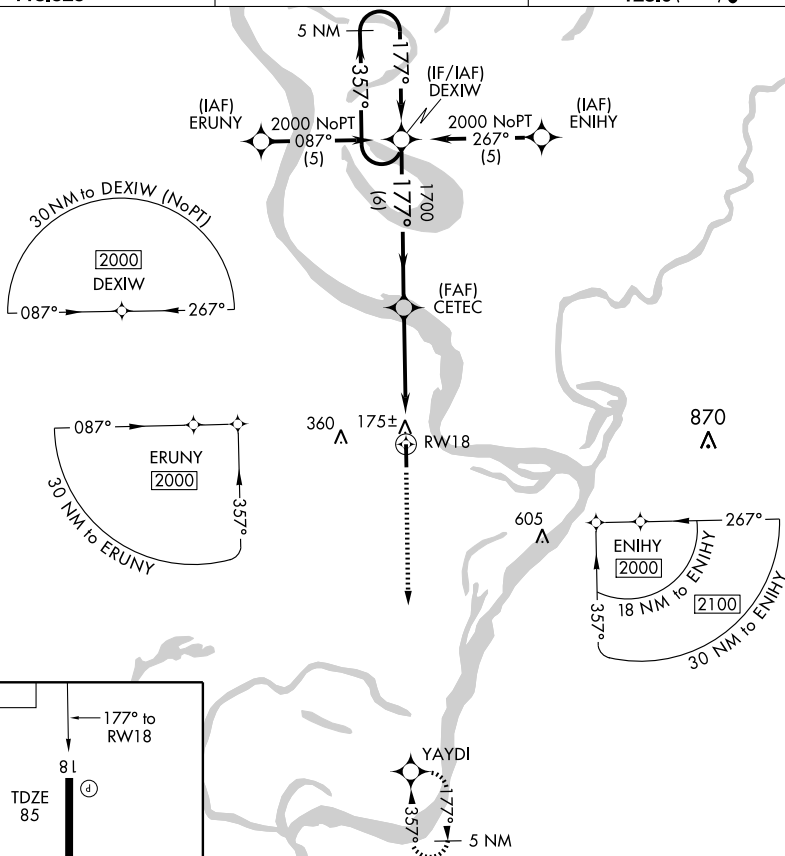 5 NM
177°
357°
(IF/IAF)
DEXIW
(IAF)
ERUNY
2000 NoPT
087°
(5)
2000 NoPT
267°
(5)
(IAF)
ENIHY
177°
1700
(6)
30 NM to DEXIW (NoPT)
2000
DEXIW
087°
267°
(FAF)
CETEC
087°
ERUNY
2000
357°
30 NM to ERUNY
360
175±
RW18
870
605
267°
ENIHY
2000
18 NM to ENIHY
2100
357°
30 NM to ENIHY
177° to
RW18
18
P
TDZE
85
YAYDI
177°
357°
5 NM